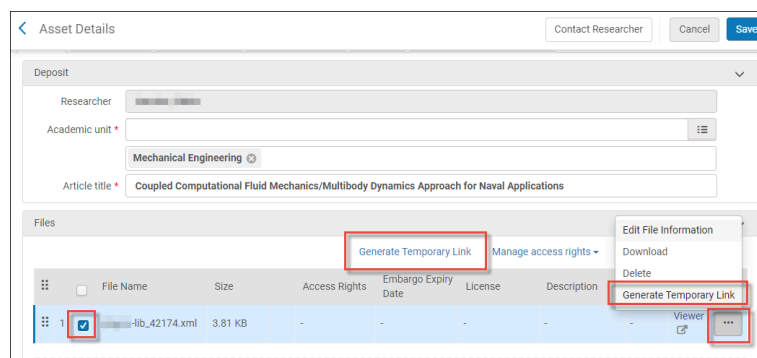 Asset Details
Contact Researcher
Cancel
Save
Deposit
Researcher
Academic unit *
Mechanical Engineering
Article title *
Coupled Computational Fluid Mechanics/Multibody Dynamics Approach for Naval Applications
Files
Generate Temporary Link
Manage access rights
Edit File Information
Download
Delete
Generate Temporary Link
File Name
Size
Access Rights
Embargo Expiry
Date
License
Description
1
-lib_42174.xml
3.81 KB
-
-
-
-
-
Viewer